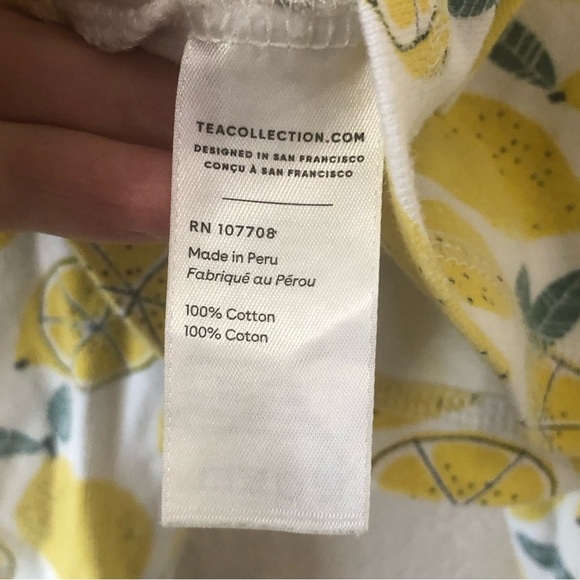 TEACOLLECTION.COM
DESIGNED IN SAN FRANCISCO
CONÇU À SAN FRANCISCO
RN 107708
Made in Peru
Fabriqué au Pérou
100% Cotton
100% Coton